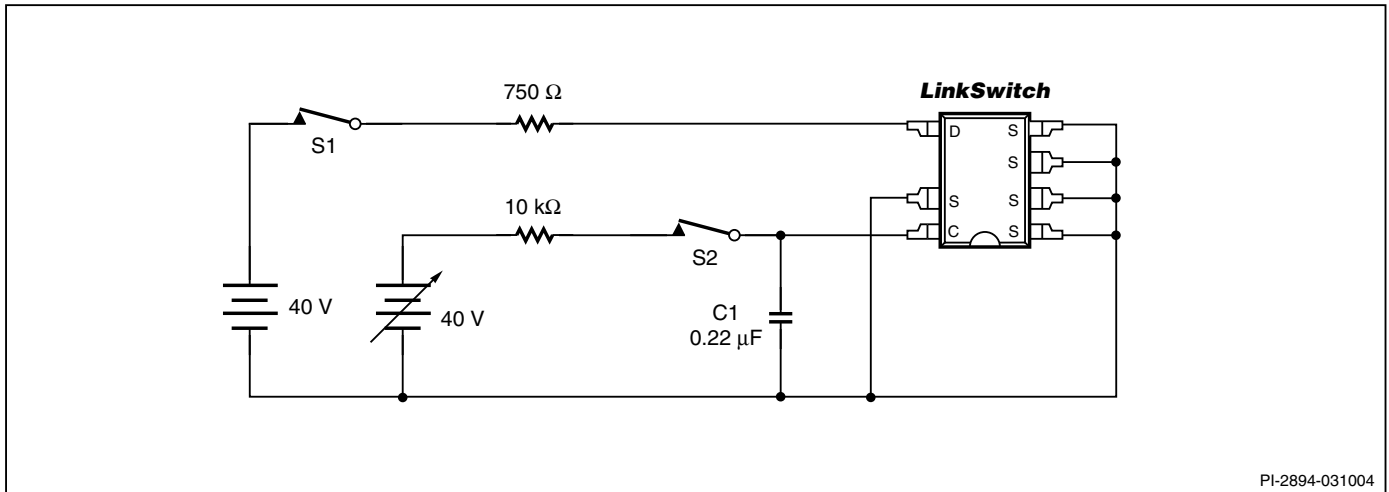 750 Ω
LinkSwitch
S1
D S
S
10 kΩ
S S
C S
S2
40 V
40 V
C1
0.22 μF
PI-2894-031004